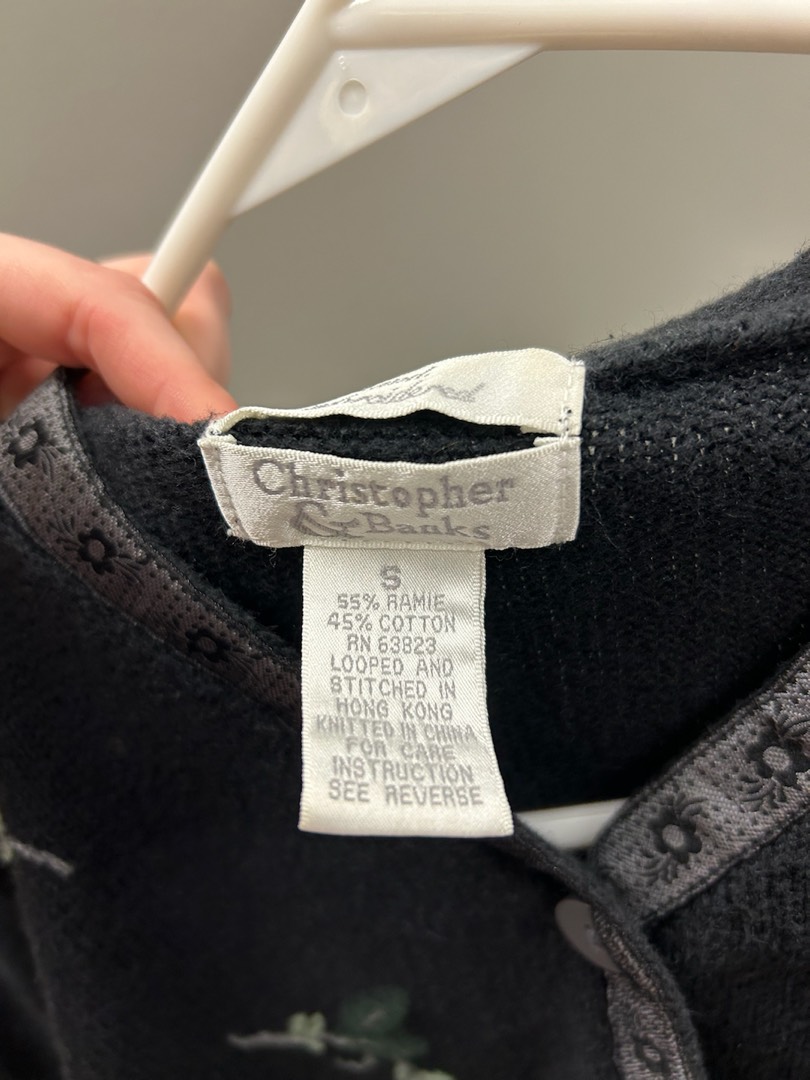 Embroidered
Christopher
& Banks
S
55% RAMIE
45% COTTON
RN 63823
LOOPED AND
STITCHED IN
HONG KONG
KNITTED IN CHINA
FOR CARE
INSTRUCTION
SEE REVERSE